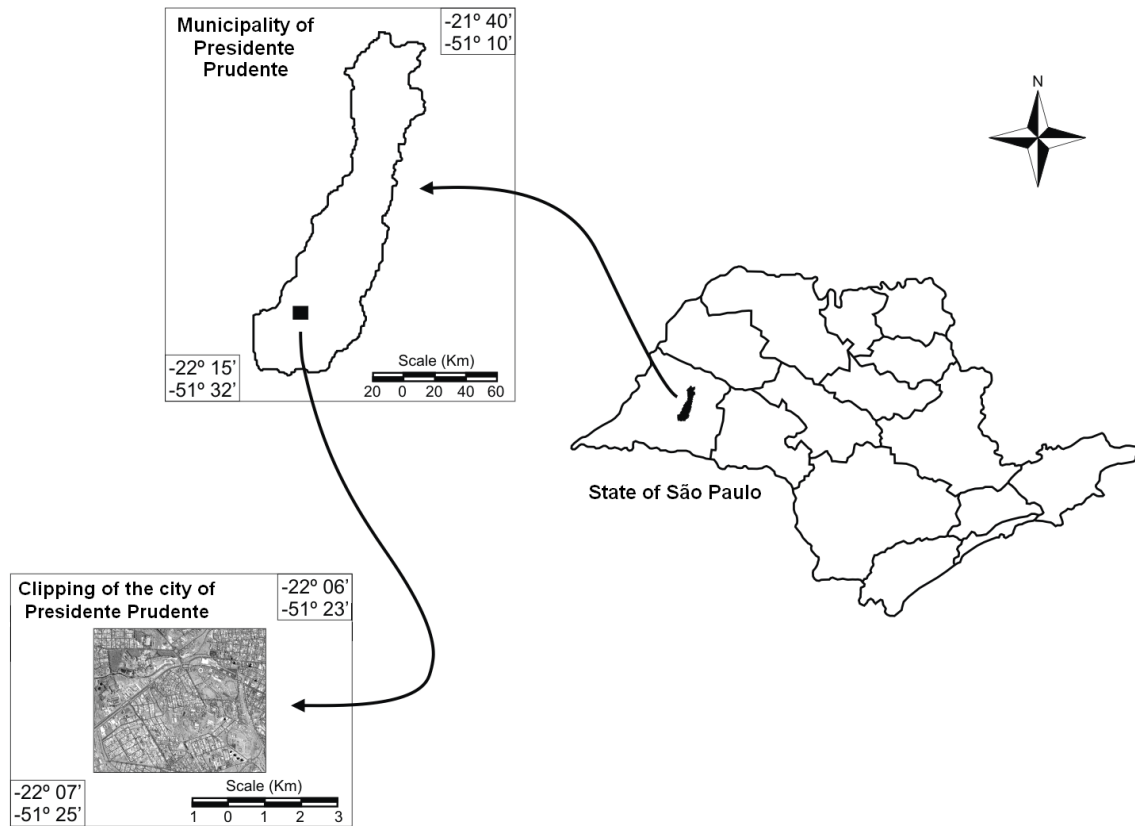 Municipality of
Presidente
Prudente
-21º 40’
-51º 10’
N
-22º 15’
-51º 32’
Scale (Km)
20 0 20 40 60
State of São Paulo
Clipping of the city of
Presidente Prudente
-22º 06’
-51º 23’
-22º 07’
-51º 25’
Scale (Km)
1 0 1 2 3